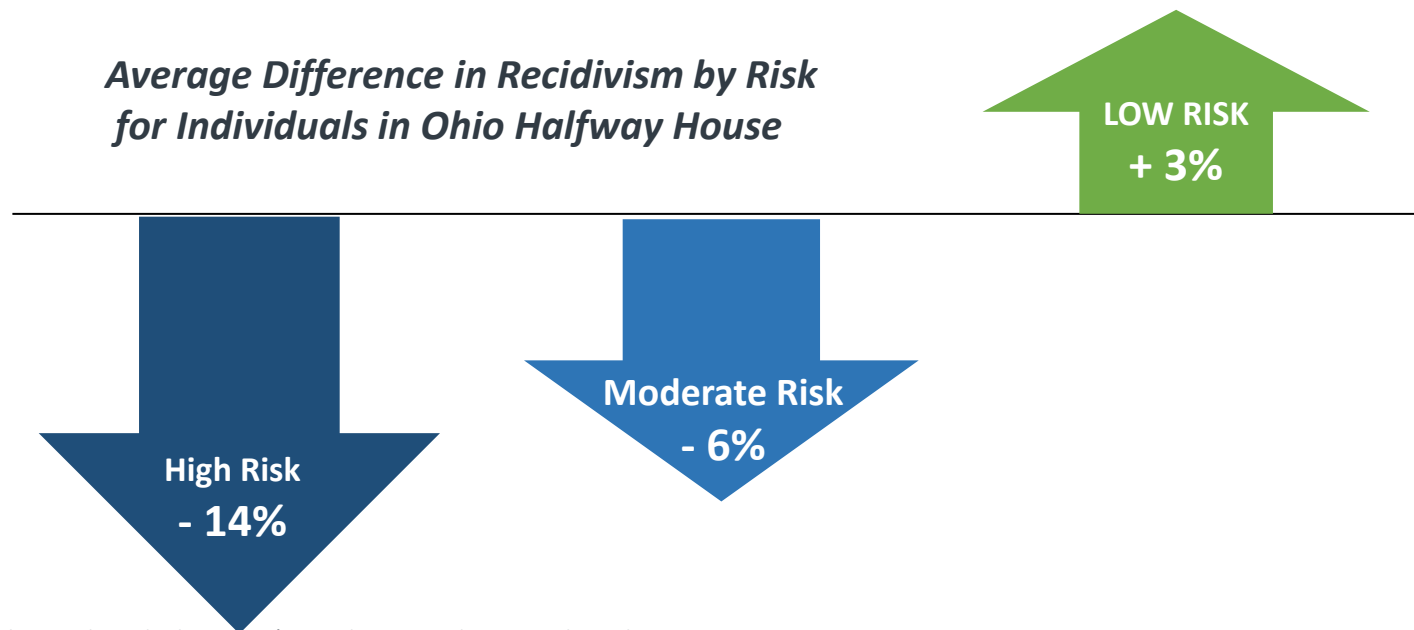 Average Difference in Recidivism by Risk
for Individuals in Ohio Halfway House
LOW RISK
+ 3%
High Risk
- 14%
Moderate Risk
- 6%